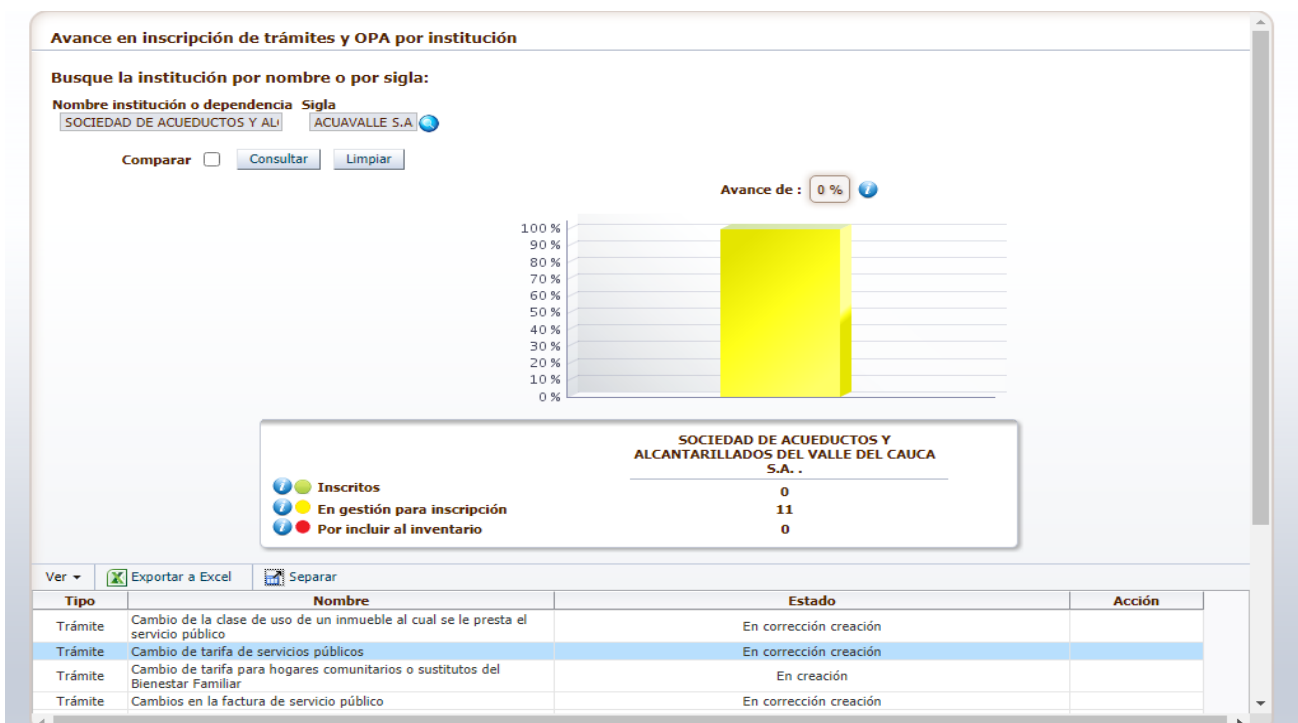 Avance en inscripción de trámites y OPA por institución
Busque la institución por nombre o por sigla:
Nombre institución o dependencia Sigla
SOCIEDAD DE ACUEDUCTOS Y AL ACUAVALLE S.A
Comparar Consultar Limpiar
Avance de : 0 %
100 %
90 %
80 %
70 %
60 %
50 %
40 %
30 %
20 %
10 %
0 %
SOCIEDAD DE ACUEDUCTOS Y
ALCANTARILLADOS DEL VALLE DEL CAUCA
S.A. .
Inscritos 0
En gestión para inscripción 11
Por incluir al inventario 0
Ver Exportar a Excel Separar
Tipo Nombre Estado Acción
Trámite Cambio de la clase de uso de un inmueble al cual se le presta el
servicio público En corrección creación
Trámite Cambio de tarifa de servicios públicos En corrección creación
Trámite Cambio de tarifa para hogares comunitarios o sustitutos del
Bienestar Familiar En creación
Trámite Cambios en la factura de servicio público En corrección creación